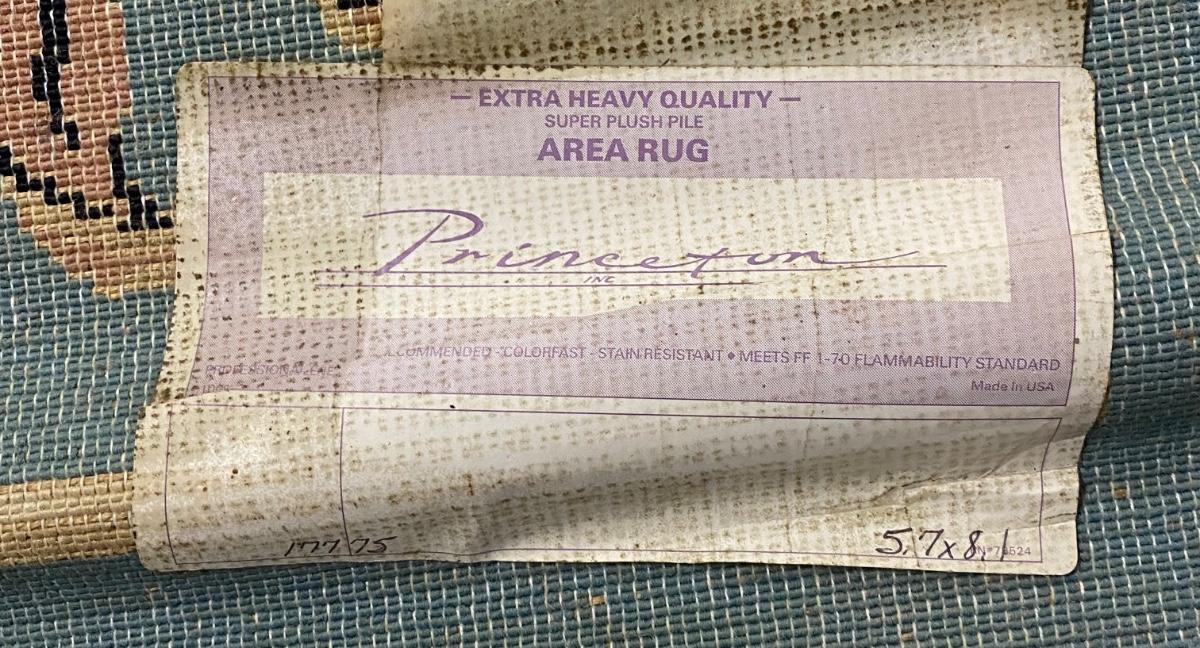 — EXTRA HEAVY QUALITY —
SUPER PLUSH PILE
AREA RUG
Princeton
INC
COLORFAST - STAIN RESISTANT • MEETS FF 1-70 FLAMMABILITY STANDARD
Made In USA
17775 5.7x8.1